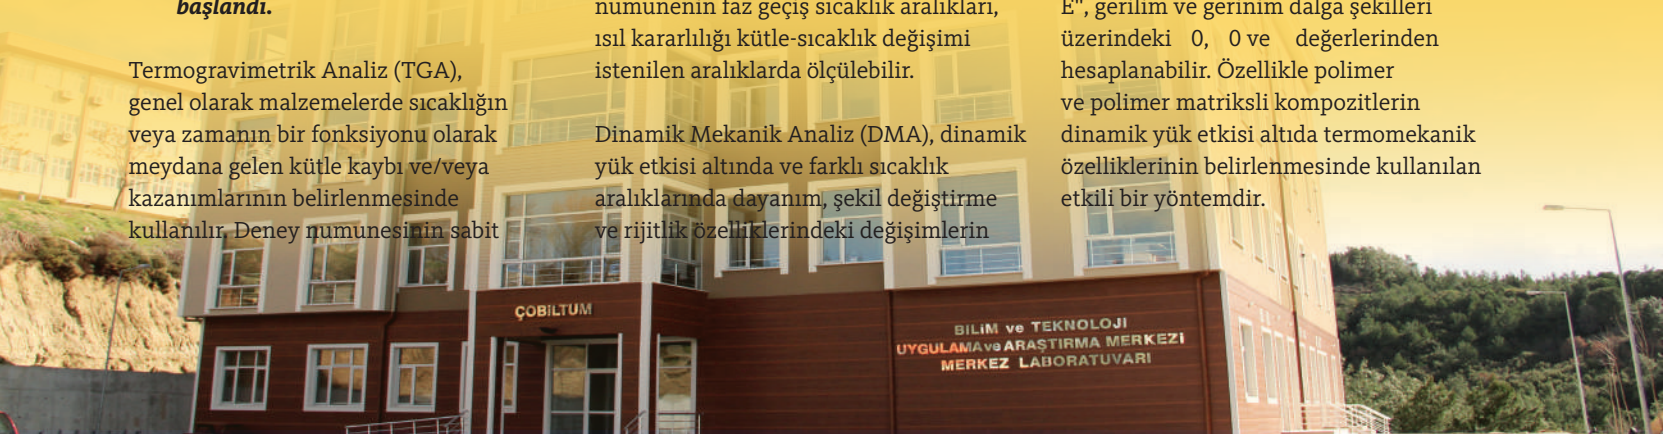 başlandı.
Termogravimetrik Analiz (TGA),
genel olarak malzemelerde sıcaklığın
veya zamanın bir fonksiyonu olarak
meydana gelen kütle kaybı ve/veya
kazanımlarının belirlenmesinde
kullanılır. Deney numunesinin sabit
numunenin faz geçiş sıcaklık aralıkları,
ısıl kararlılığı kütle-sıcaklık değişimi
istenilen aralıklarda ölçülebilir.
Dinamik Mekanik Analiz (DMA), dinamik
yük etkisi altında ve farklı sıcaklık
aralıklarında dayanım, şekil değiştirme
ve rijitlik özelliklerindeki değişimlerin
E", gerilim ve gerinim dalga şekilleri
üzerindeki 0, 0 ve değerlerinden
hesaplanabilir. Özellikle polimer
ve polimer matriksli kompozitlerin
dinamik yük etkisi altıda termomekanik
özelliklerinin belirlenmesinde kullanılan
etkili bir yöntemdir.
ÇOBİLTUM
BİLİM ve TEKNOLOJİ
UYGULAMA ve ARAŞTIRMA MERKEZİ
MERKEZ LABORATUVARI